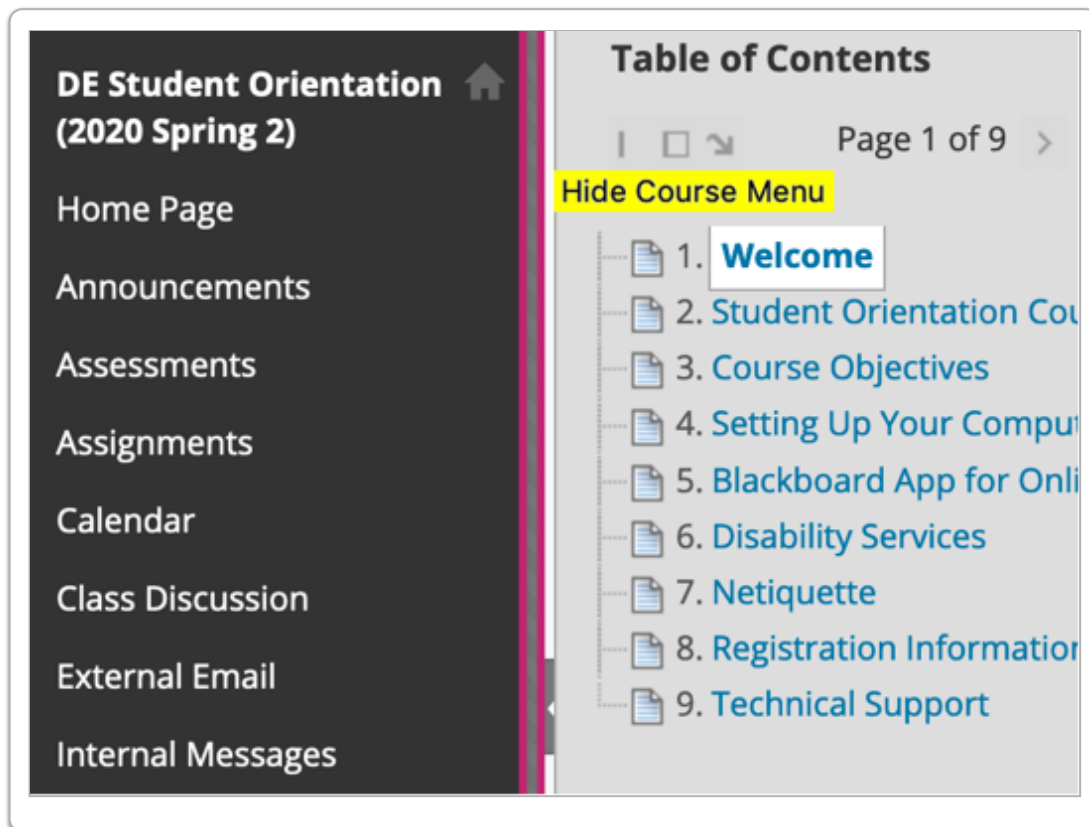 DE Student Orientation
(2020 Spring 2)
Home Page
Announcements
Assessments
Assignments
Calendar
Class Discussion
External Email
Internal Messages
Table of Contents
Page 1 of 9
Hide Course Menu
1. Welcome
2. Student Orientation
3. Course Objectives
4. Setting Up Your
5. Blackboard App for
6. Disability Services
7. Netiquette
8. Registration
9. Technical Support